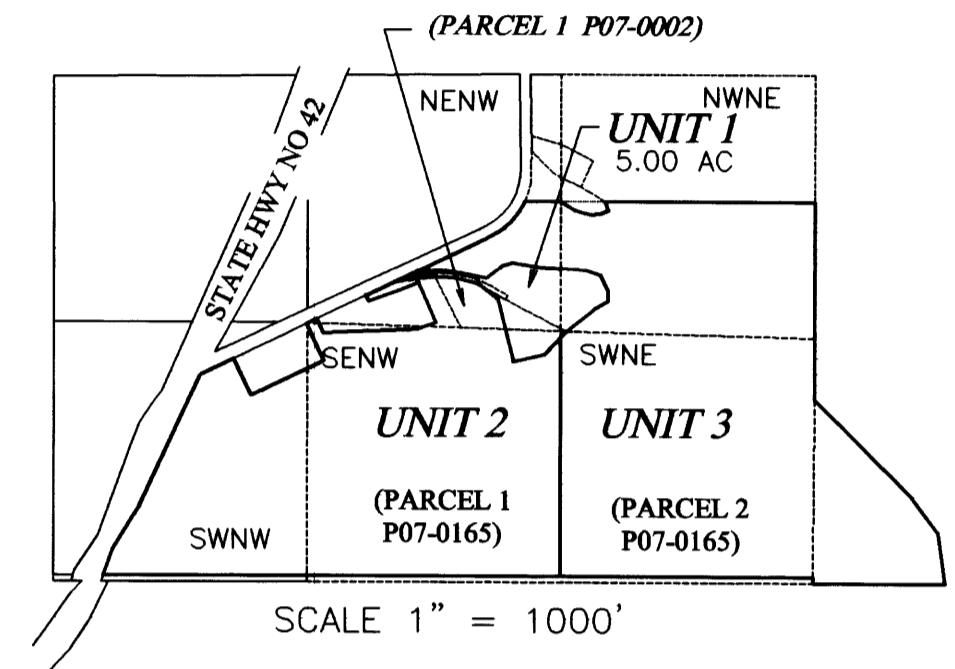 (PARCEL 1 P07-0002)
NENW
NWNE
UNIT 1
5.00 AC
STATE HWY NO 42
SENW
SWNE
UNIT 2
UNIT 3
(PARCEL 1
P07-0165)
(PARCEL 2
P07-0165)
SWNW
SCALE 1" = 1000'